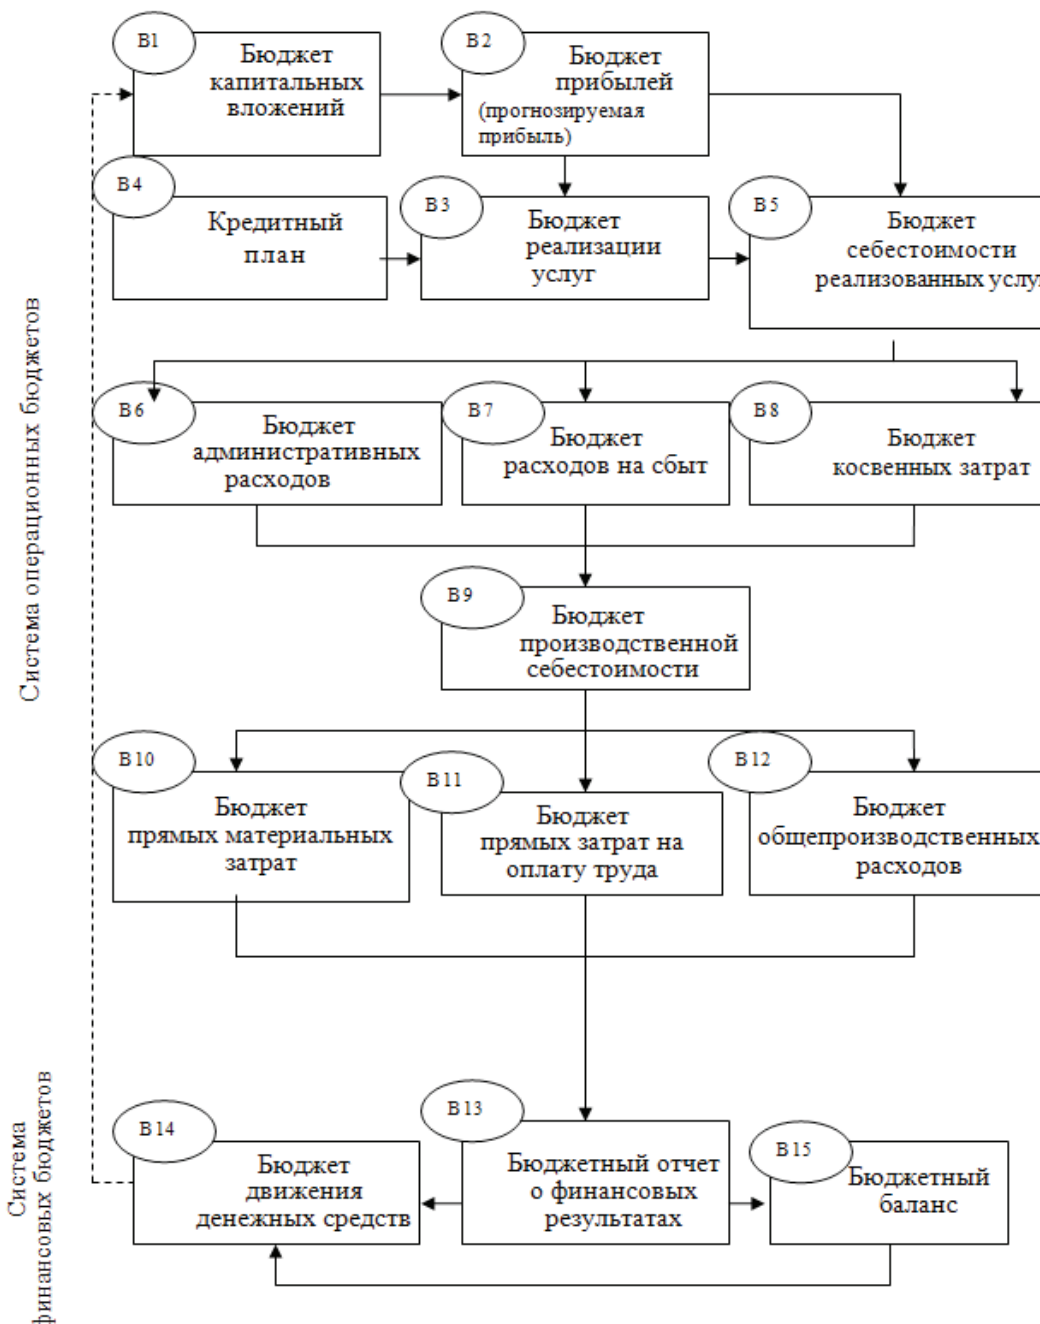 В1
Бюджет
капитальных
вложений
В2
Бюджет
прибылей
(прогнозируемая
прибыль)
В4
Кредитный
план
В3
Бюджет
реализации
услуг
В5
Бюджет
себестоимости
реализованных услуг
Система операционных бюджетов
В6
Бюджет
административных
расходов
В7
Бюджет
расходов на сбыт
В8
Бюджет
косвенных затрат
В9
Бюджет
производственной
себестоимости
В10
Бюджет
прямых материальных
затрат
В11
Бюджет
прямых затрат на
оплату труда
В12
Бюджет
общепроизводственных
расходов
Система
финансовых бюджетов
В14
Бюджет
движения
денежных средств
В13
Бюджетный отчет
о финансовых
результатах
В15
Бюджетный
баланс